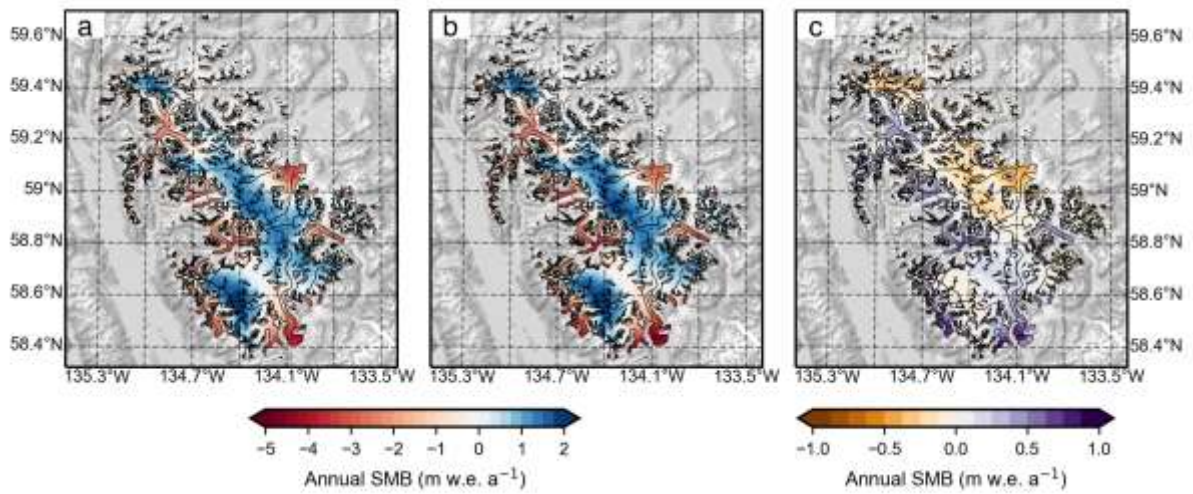 a b c
59.6°N 59.6°N
59.4°N 59.4°N
59.2°N 59.2°N
59°N 59°N
58.8°N 58.8°N
58.6°N 58.6°N
58.4°N 58.4°N
135.3°W 134.7°W 134.1°W 133.5°W 135.3°W 134.7°W 134.1°W 133.5°W 135.3°W 134.7°W 134.1°W 133.5°W
−5 −4 −3 −2 −1 0 1 2 −1.0 −0.5 0.0 0.5 1.0
Annual SMB (m w.e. a⁻¹) Annual SMB (m w.e. a⁻¹)